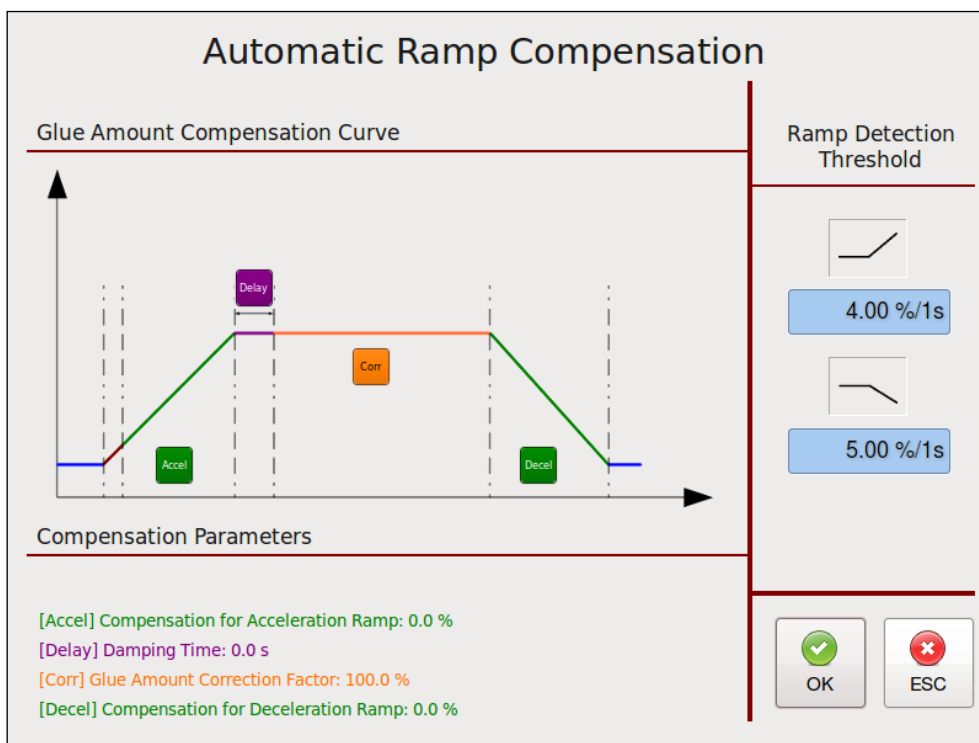 Automatic Ramp Compensation
Glue Amount Compensation Curve
Delay
Corr
Accel
Decel
Compensation Parameters
[Accel] Compensation for Acceleration Ramp: 0.0 %
[Delay] Damping Time: 0.0 s
[Corr] Glue Amount Correction Factor: 100.0 %
[Decel] Compensation for Deceleration Ramp: 0.0 %
Ramp Detection
Threshold
4.00 %/1s
5.00 %/1s
OK
ESC